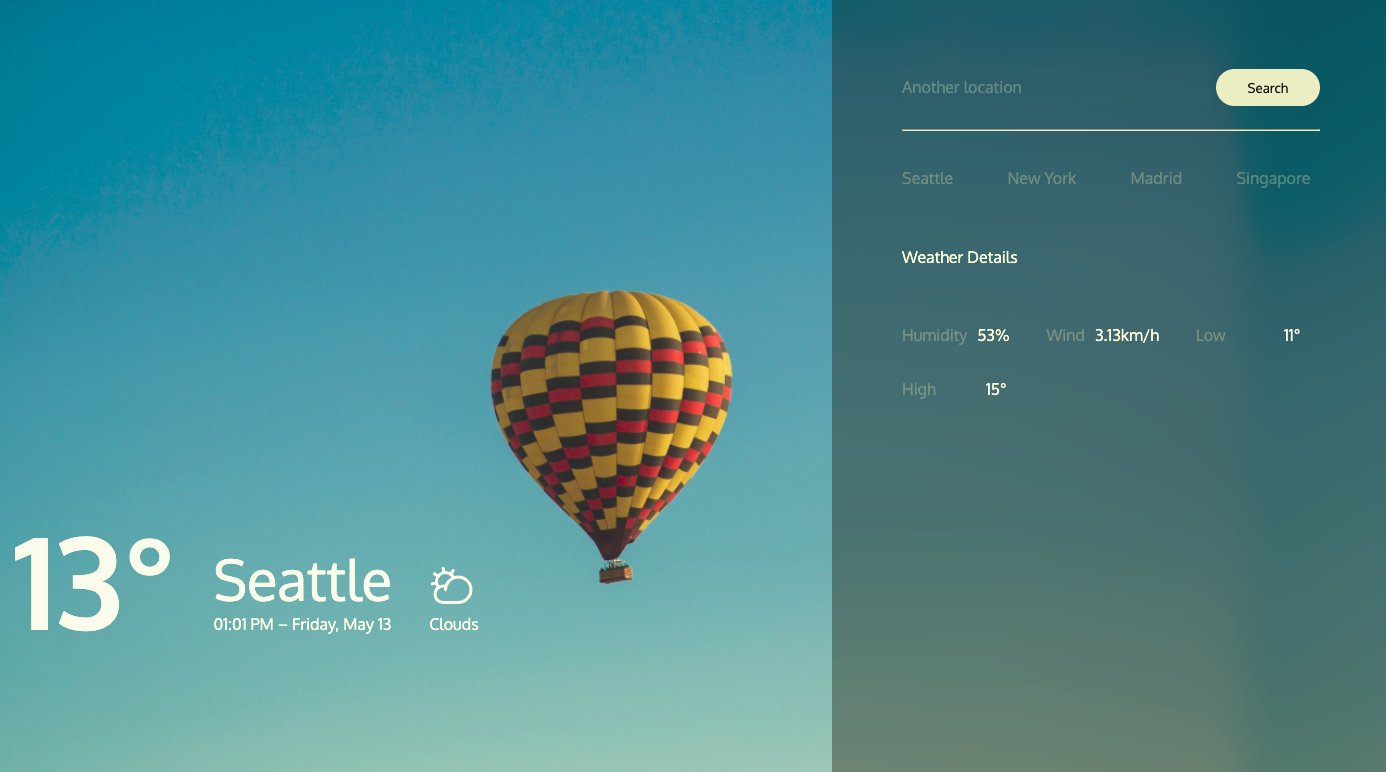 13°
Seattle
01:01 PM – Friday, May 13
Clouds
Another location
Search
Seattle New York Madrid Singapore
Weather Details
Humidity 53% Wind 3.13km/h Low 11°
High 15°